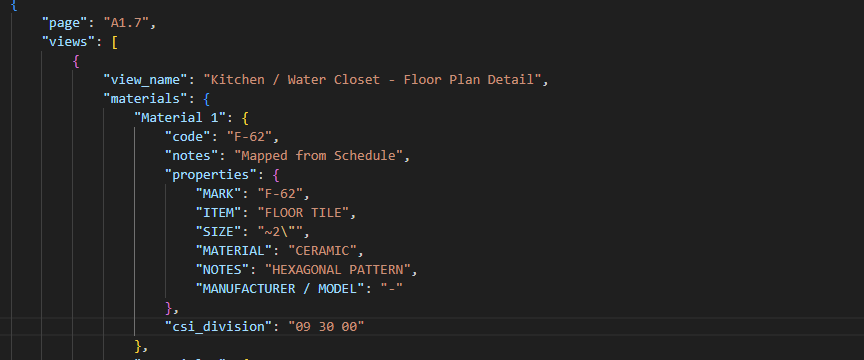 {
"page": "A1.7",
"views": [
{
"view_name": "Kitchen / Water Closet - Floor Plan Detail",
"materials": {
"Material 1": {
"code": "F-62",
"notes": "Mapped from Schedule",
"properties": {
"MARK": "F-62",
"ITEM": "FLOOR TILE",
"SIZE": "~2\"",
"MATERIAL": "CERAMIC",
"NOTES": "HEXAGONAL PATTERN",
"MANUFACTURER / MODEL": "-"
},
"csi_division": "09 30 00"
},